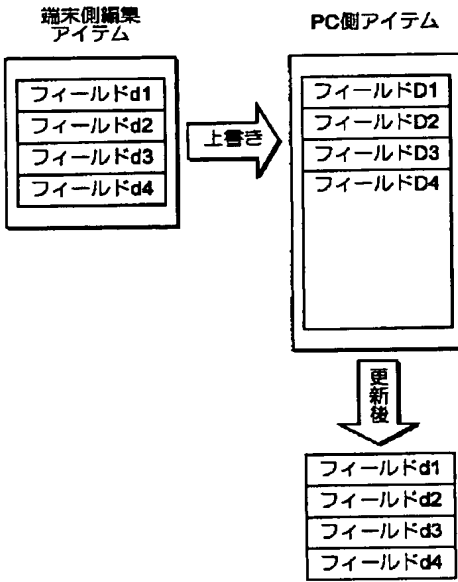 端末側編集
アイテム
フィールドd1
フィールドd2
フィールドd3
フィールドd4
上書き
PC側アイテム
フィールドD1
フィールドD2
フィールドD3
フィールドD4
更新後
フィールドd1
フィールドd2
フィールドd3
フィールドd4